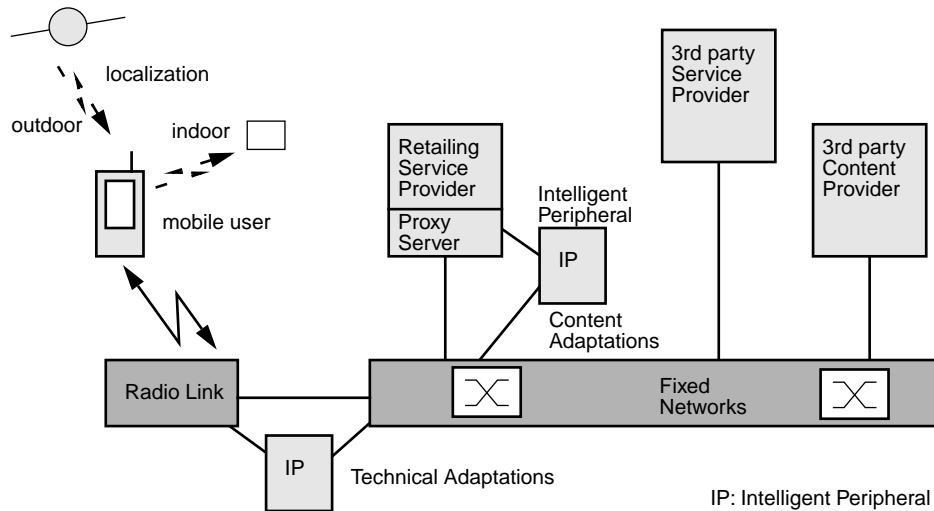 localization
outdoor
indoor
mobile user
Retailing
Service
Provider
Proxy
Server
Intelligent
Peripheral
IP
Content
Adaptations
3rd party
Service
Provider
3rd party
Content
Provider
Radio Link
Fixed
Networks
IP
Technical Adaptations
IP: Intelligent Peripheral